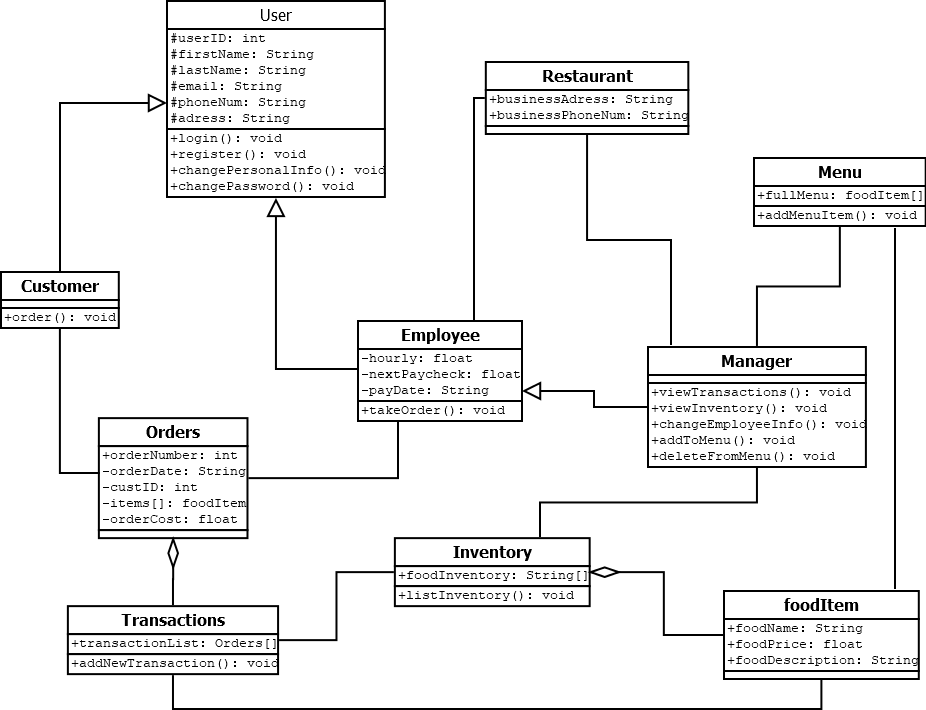 User
#userID: int
#firstName: String
#lastName: String
#email: String
#phoneNum: String
#adress: String
+login(): void
+register(): void
+changePersonalInfo(): void
+changePassword(): void
Restaurant
+businessAdress: String
+businessPhoneNum: String
Menu
+fullMenu: foodItem[]
+addMenuItem(): void
Customer
+order(): void
Employee
-hourly: float
-nextPaycheck: float
-payDate: String
+takeOrder(): void
Manager
+viewTransactions(): void
+viewInventory(): void
+changeEmployeeInfo(): void
+addToMenu(): void
+deleteFromMenu(): void
Orders
+orderNumber: int
-orderDate: String
-custID: int
-items[]: foodItem
-orderCost: float
Inventory
+foodInventory: String[]
+listInventory(): void
foodItem
+foodName: String
+foodPrice: float
+foodDescription: String
Transactions
+transactionList: Orders[]
+addNewTransaction(): void